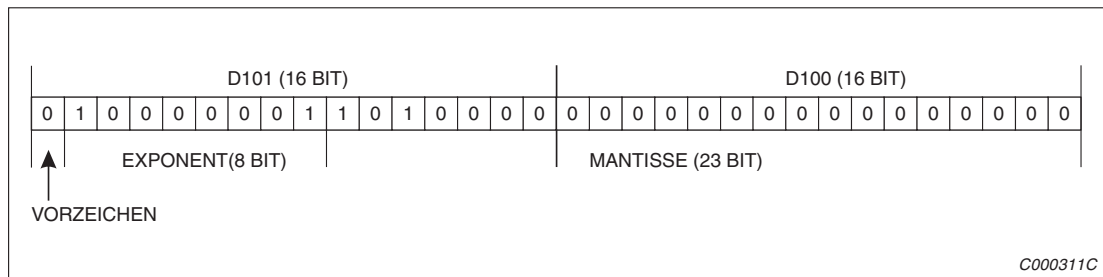 D101 (16 BIT) D100 (16 BIT)
0 1 0 0 0 0 0 0 1 1 0 1 0 0 0 0 0 0 0 0 0 0 0 0 0 0 0 0 0 0 0 0
EXPONENT(8 BIT) MANTISSE (23 BIT)
VORZEICHEN
C000311C